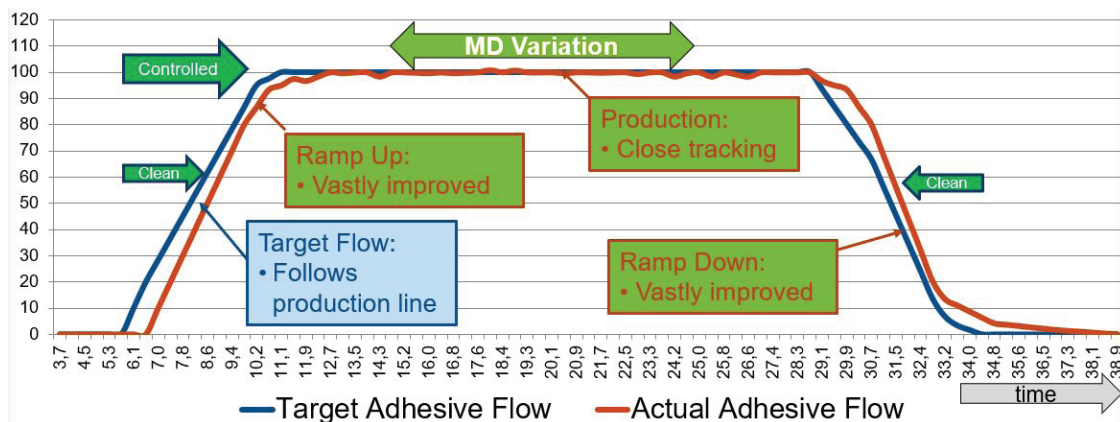 120
110
100
90
80
70
60
50
40
30
20
10
0
MD Variation
Controlled
Clean
Ramp Up:
• Vastly improved
Production:
• Close tracking
Clean
Target Flow:
• Follows
production line
Ramp Down:
• Vastly improved
3,7 4,5 5,3 6,1 7,0 7,8 8,6 9,4 10,2 11,1 11,9 12,7 13,5 14,3 15,2 16,0 16,8 17,6 18,4 19,3 20,1 20,9 21,7 22,5 23,3 24,2 25,0 25,8 26,6 27,4 28,3 29,1 29,9 30,7 31,5 32,4 33,2 34,0 34,8 35,6 36,5 37,3 38,1 38,9
time
Target Adhesive Flow
Actual Adhesive Flow